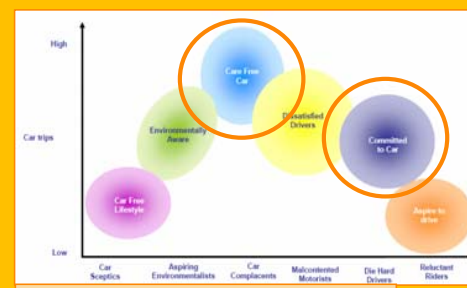 High
Care Free
Car
Dissatisfied
Drivers
Environmentally
Aware
Car trips
Committed
to Car
Car Free
Lifestyle
Aspire to
drive
Low
Car
Sceptics
Aspiring
Environmentalists
Car
Complacents
Malcontented
Motorists
Die Hard
Drivers
Reluctant
Riders